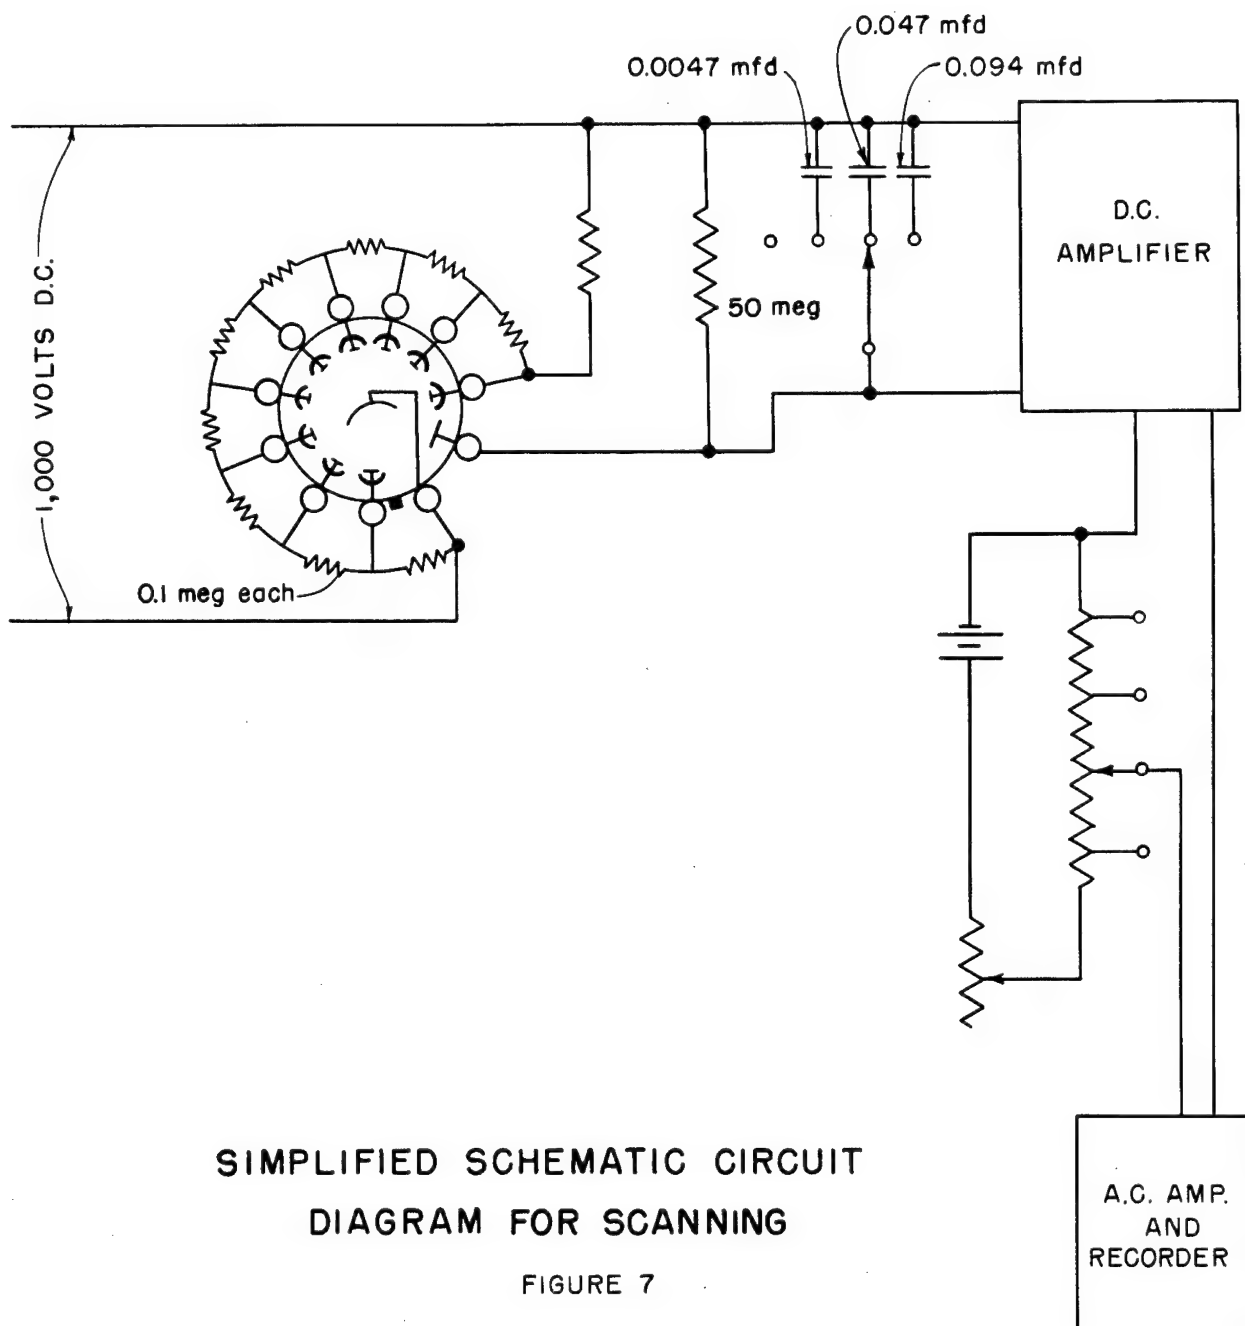 0.047 mfd
0.0047 mfd
0.094 mfd
1,000 VOLTS D.C.
D.C.
AMPLIFIER
50 meg
0.1 meg each
SIMPLIFIED SCHEMATIC CIRCUIT
DIAGRAM FOR SCANNING
FIGURE 7
A.C. AMP.
AND
RECORDER